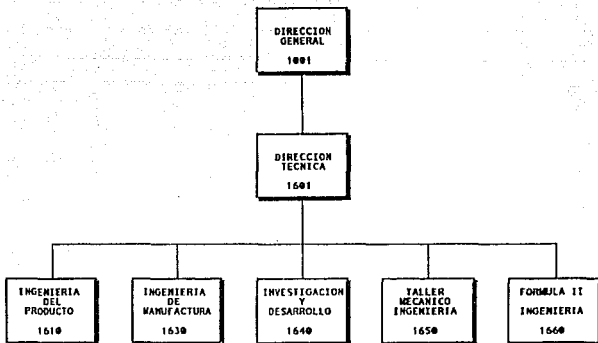 DIRECCION
GENERAL
1001
DIRECCION
TECNICA
1601
INGENIERIA
DEL
PRODUCTO
1610
INGENIERIA
DE
MANUFACTURA
1630
INVESTIGACION
Y
DESARROLLO
1640
TALLER
MECANICO
INGENIERIA
1650
FORMULA II
INGENIERIA
1660